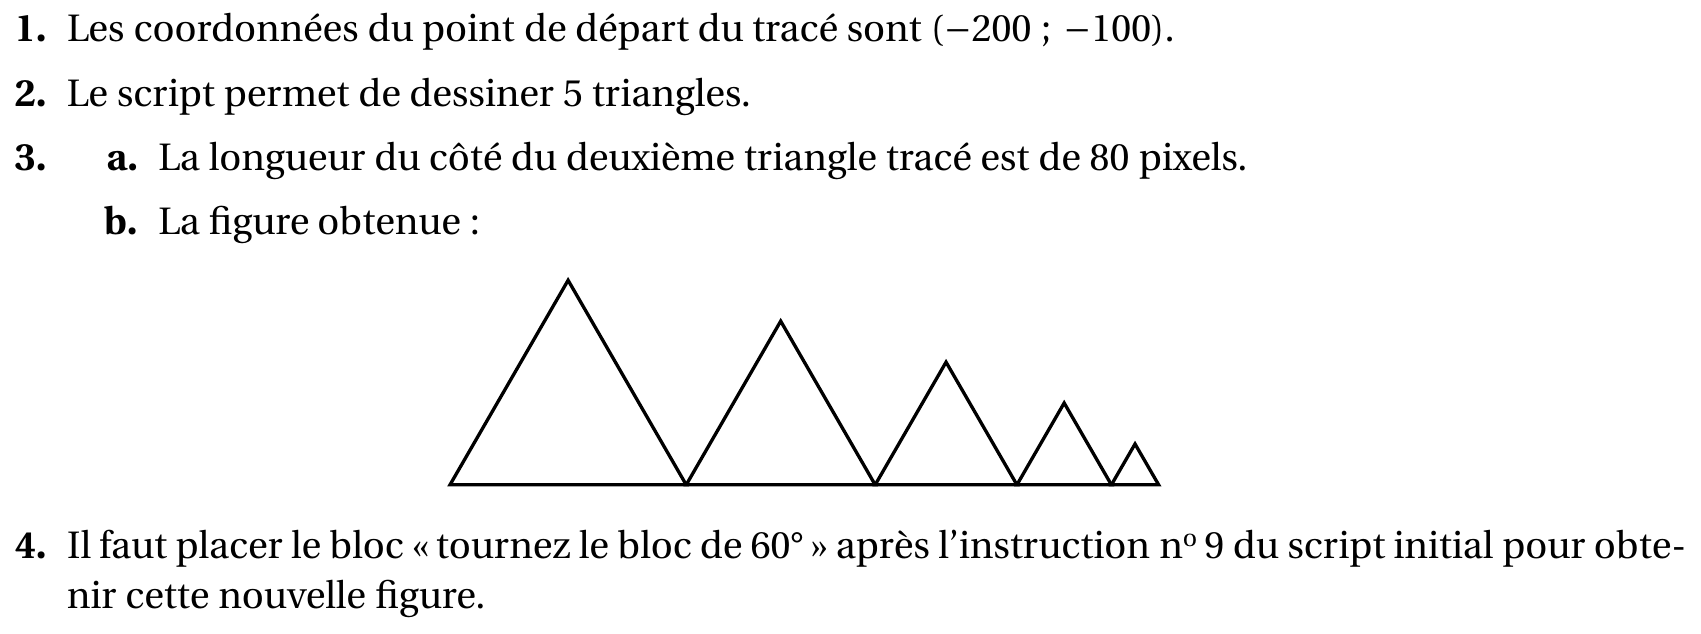 1. Les coordonnées du point de départ du tracé sont (−200 ; −100).
2. Le script permet de dessiner 5 triangles.
3. a. La longueur du côté du deuxième triangle tracé est de 80 pixels.
b. La figure obtenue :
4. Il faut placer le bloc « tournez le bloc de 60° » après l’instruction nº 9 du script initial pour obte-
nir cette nouvelle figure.